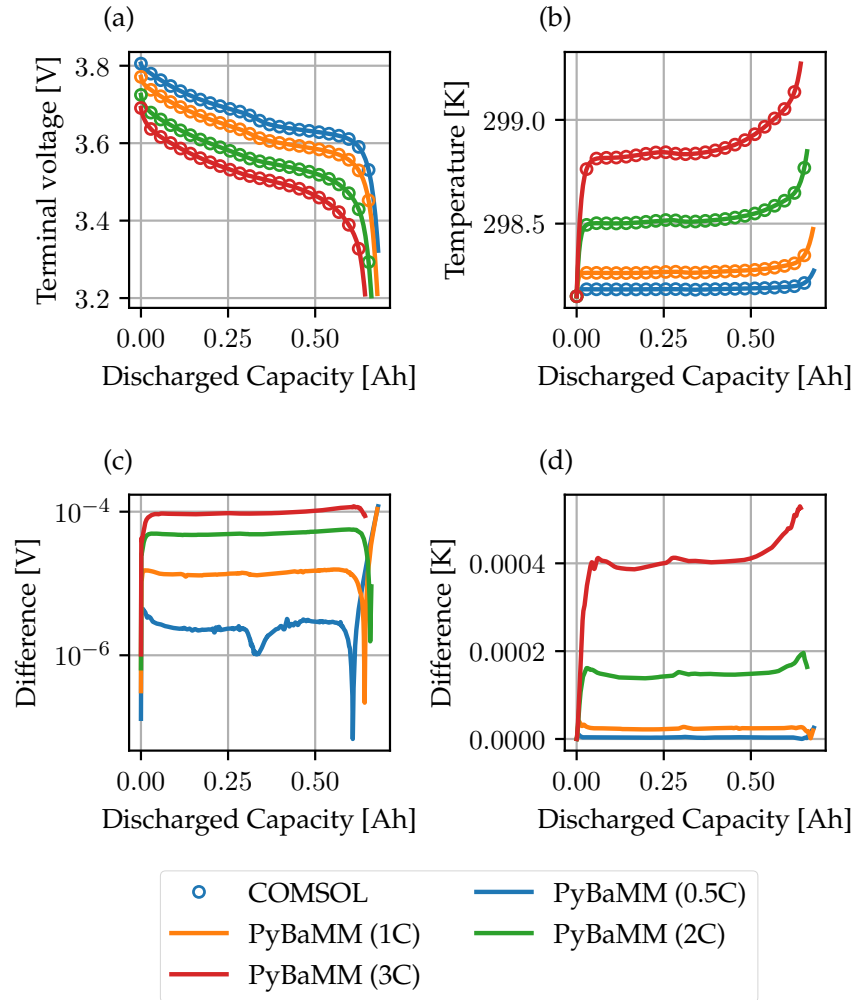 (a)
Terminal voltage [V]
3.8
3.6
3.4
3.2
0.00 0.25 0.50
Discharged Capacity [Ah]
(b)
Temperature [K]
299.0
298.5
0.00 0.25 0.50
Discharged Capacity [Ah]
(c)
Difference [V]
10⁻⁴
10⁻⁶
0.00 0.25 0.50
Discharged Capacity [Ah]
(d)
Difference [K]
0.0004
0.0002
0.0000
0.00 0.25 0.50
Discharged Capacity [Ah]
COMSOL
PyBaMM (1C)
PyBaMM (3C)
PyBaMM (0.5C)
PyBaMM (2C)